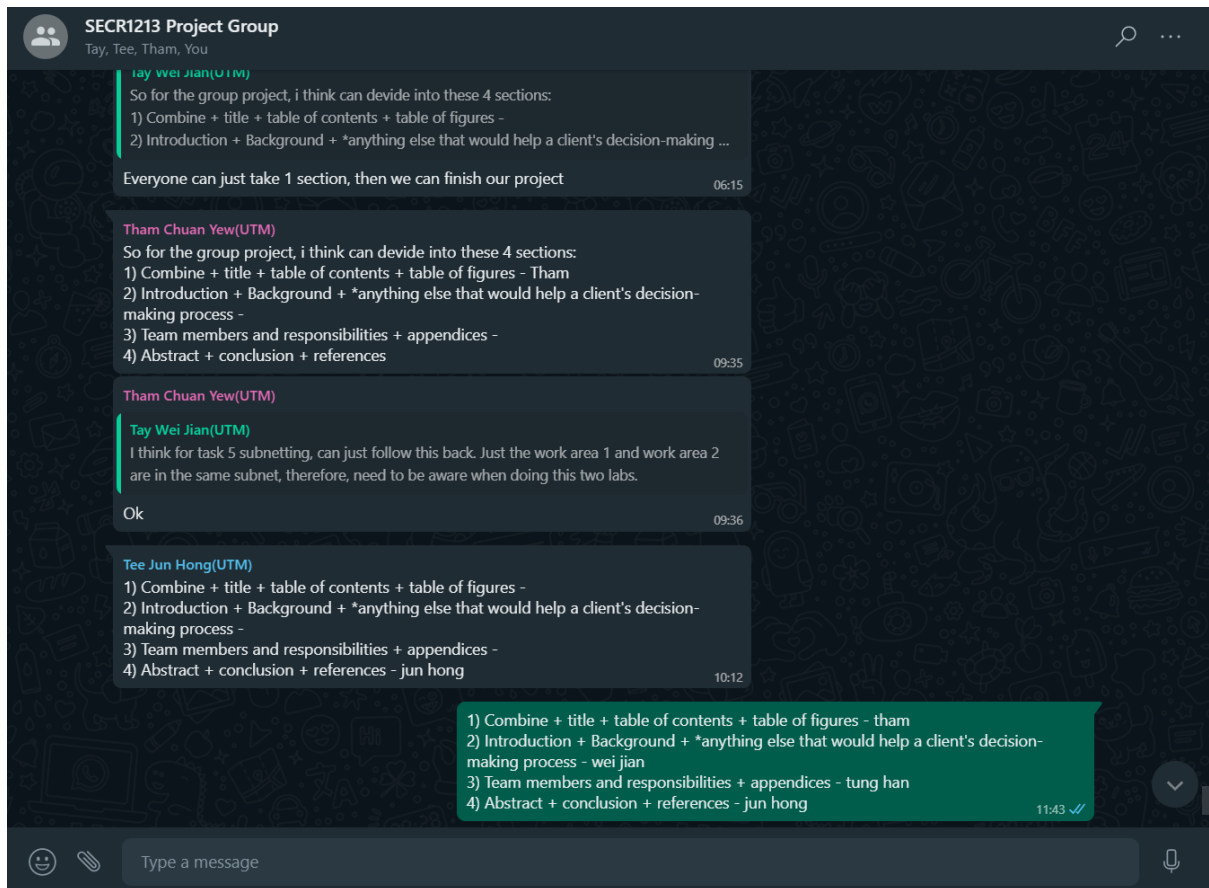 SECR1213 Project Group
Tay, Tee, Tham, You
Tay Wei Jian(UTM)
So for the group project, i think can devide into these 4 sections:
1) Combine + title + table of contents + table of figures -
2) Introduction + Background + *anything else that would help a client's decision-making ...
Everyone can just take 1 section, then we can finish our project
06:15
Tham Chuan Yew(UTM)
So for the group project, i think can devide into these 4 sections:
1) Combine + title + table of contents + table of figures - Tham
2) Introduction + Background + *anything else that would help a client's decision-
making process -
3) Team members and responsibilities + appendices -
4) Abstract + conclusion + references
09:35
Tham Chuan Yew(UTM)
Tay Wei Jian(UTM)
I think for task 5 subnetting, can just follow this back. Just the work area 1 and work area 2
are in the same subnet, therefore, need to be aware when doing this two labs.
Ok
09:36
Tee Jun Hong(UTM)
1) Combine + title + table of contents + table of figures -
2) Introduction + Background + *anything else that would help a client's decision-
making process -
3) Team members and responsibilities + appendices -
4) Abstract + conclusion + references - jun hong
10:12
1) Combine + title + table of contents + table of figures - tham
2) Introduction + Background + *anything else that would help a client's decision-
making process - wei jian
3) Team members and responsibilities + appendices - tung han
4) Abstract + conclusion + references - jun hong
11:43
Type a message